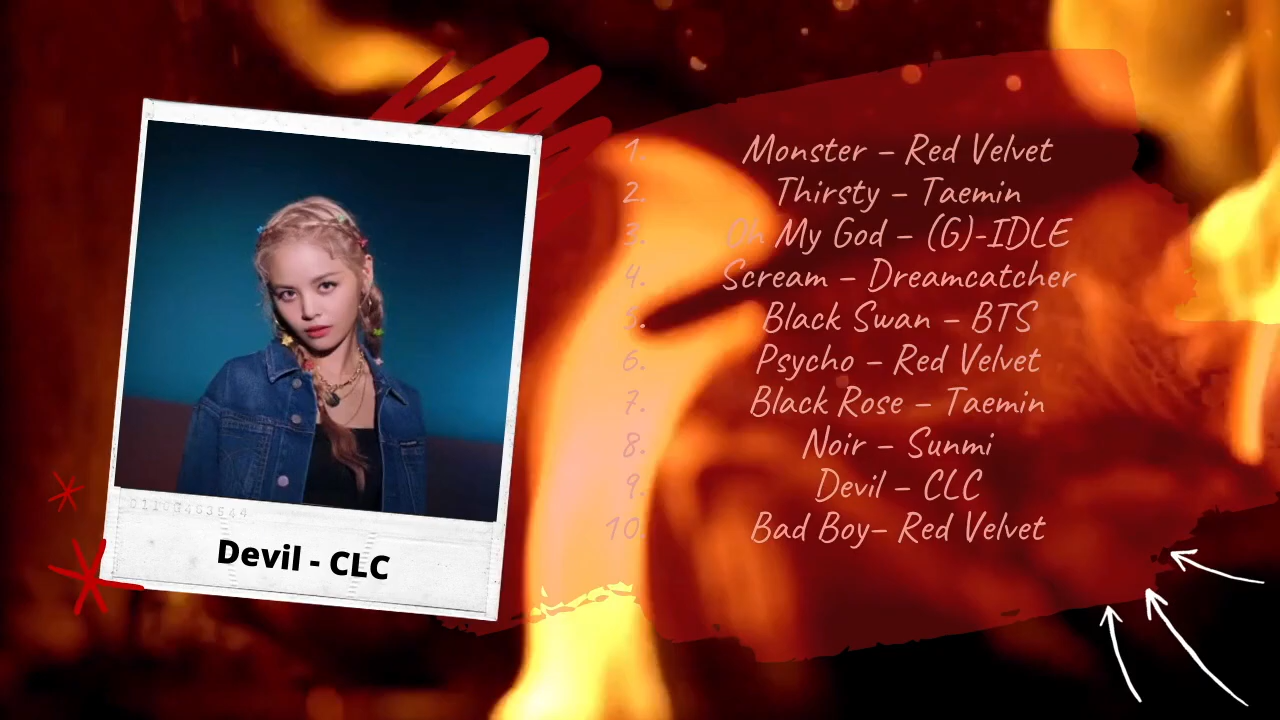 1. Monster – Red Velvet
2. Thirsty – Taemin
3. Oh My God – (G)-IDLE
4. Scream – Dreamcatcher
5. Black Swan – BTS
6. Psycho – Red Velvet
7. Black Rose – Taemin
8. Noir – Sunmi
9. Devil – CLC
10. Bad Boy– Red Velvet
01100463544
Devil - CLC